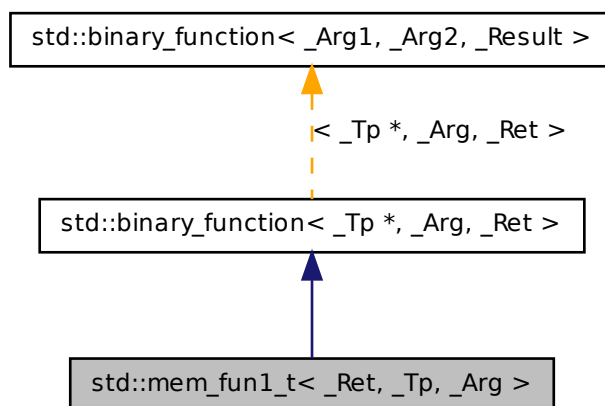 std::binary_function< _Arg1, _Arg2, _Result >
< _Tp *, _Arg, _Ret >
std::binary_function< _Tp *, _Arg, _Ret >
std::mem_fun1_t< _Ret, _Tp, _Arg >